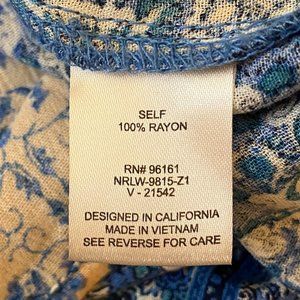 SELF
100% RAYON
RN# 96161
NRLW-9815-Z1
V - 21542
DESIGNED IN CALIFORNIA
MADE IN VIETNAM
SEE REVERSE FOR CARE